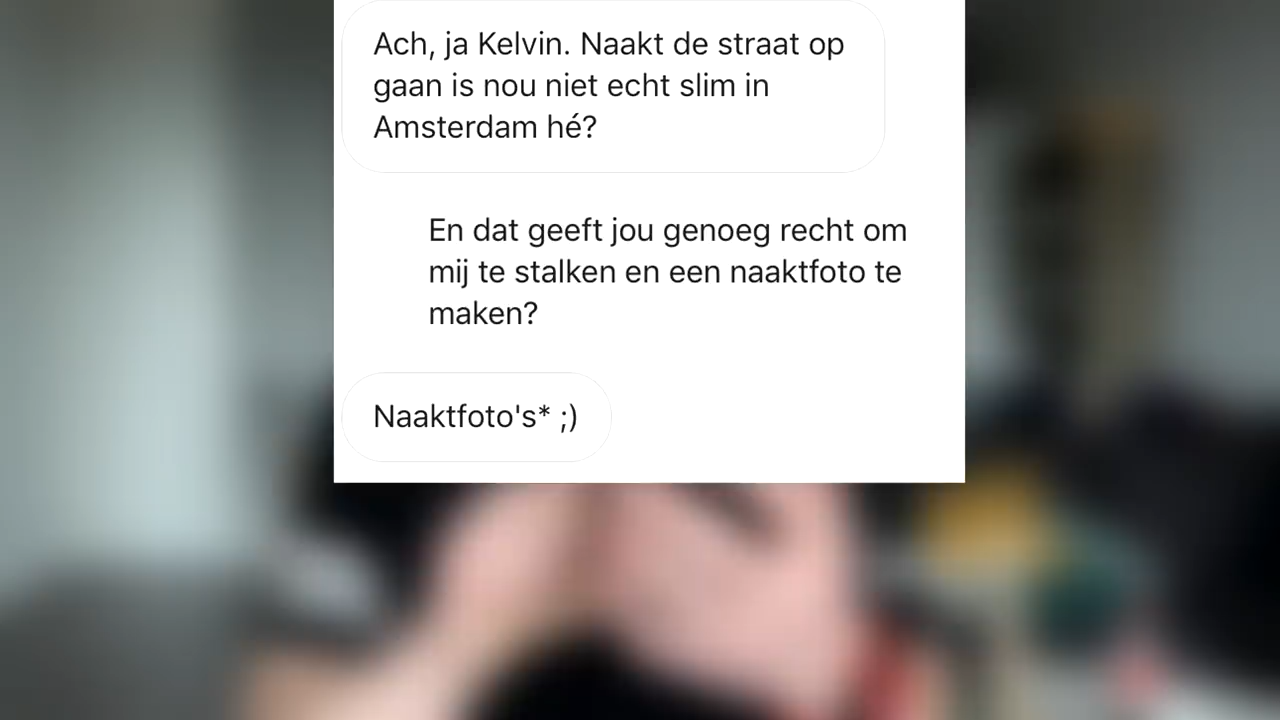 Ach, ja Kelvin. Naakt de straat op
gaan is nou niet echt slim in
Amsterdam hé?
En dat geeft jou genoeg recht om
mij te stalken en een naaktfoto te
maken?
Naaktfoto's* ;)